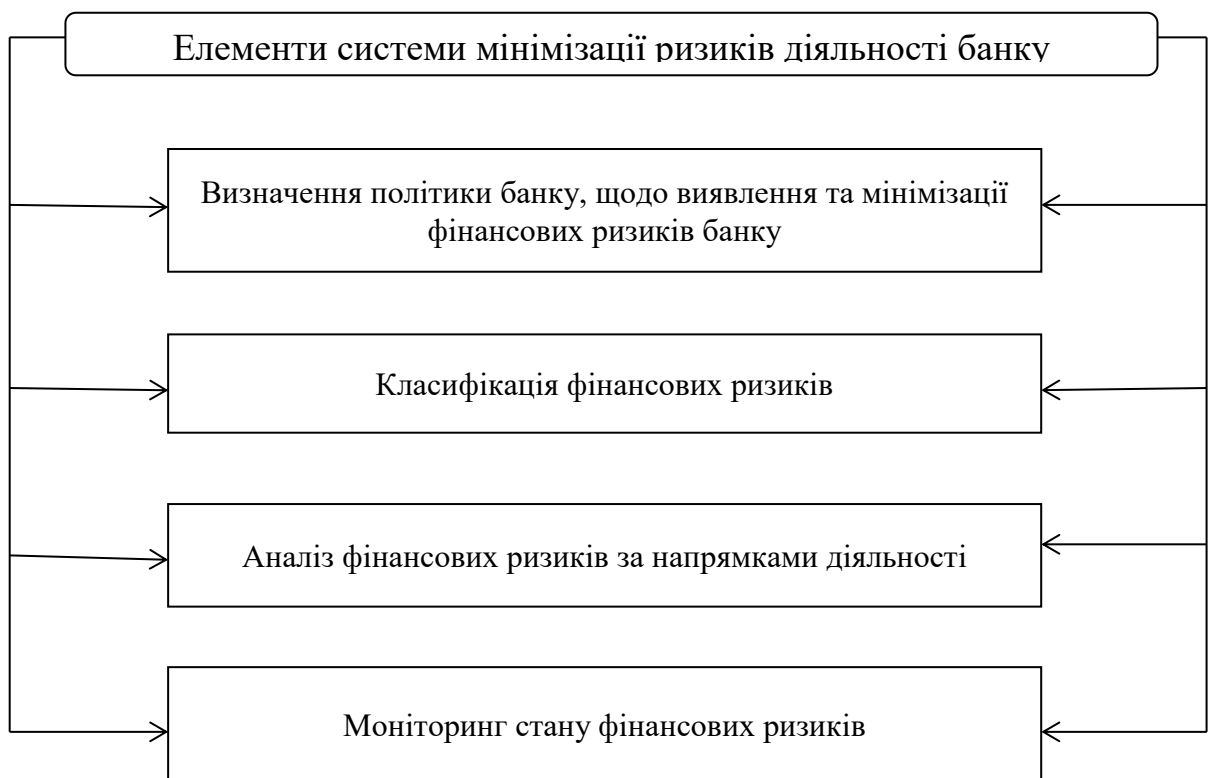 Елементи системи мінімізації ризиків діяльності банку
Визначення політики банку, щодо виявлення та мінімізації
фінансових ризиків банку
Класифікація фінансових ризиків
Аналіз фінансових ризиків за напрямками діяльності
Моніторинг стану фінансових ризиків